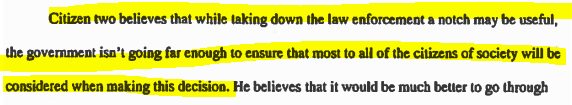 Citizen two believes that while taking down the law enforcement a notch may be useful,
the government isn't going far enough to ensure that most to all of the citizens of society will be
considered when making this decision. He believes that it would be much better to go through